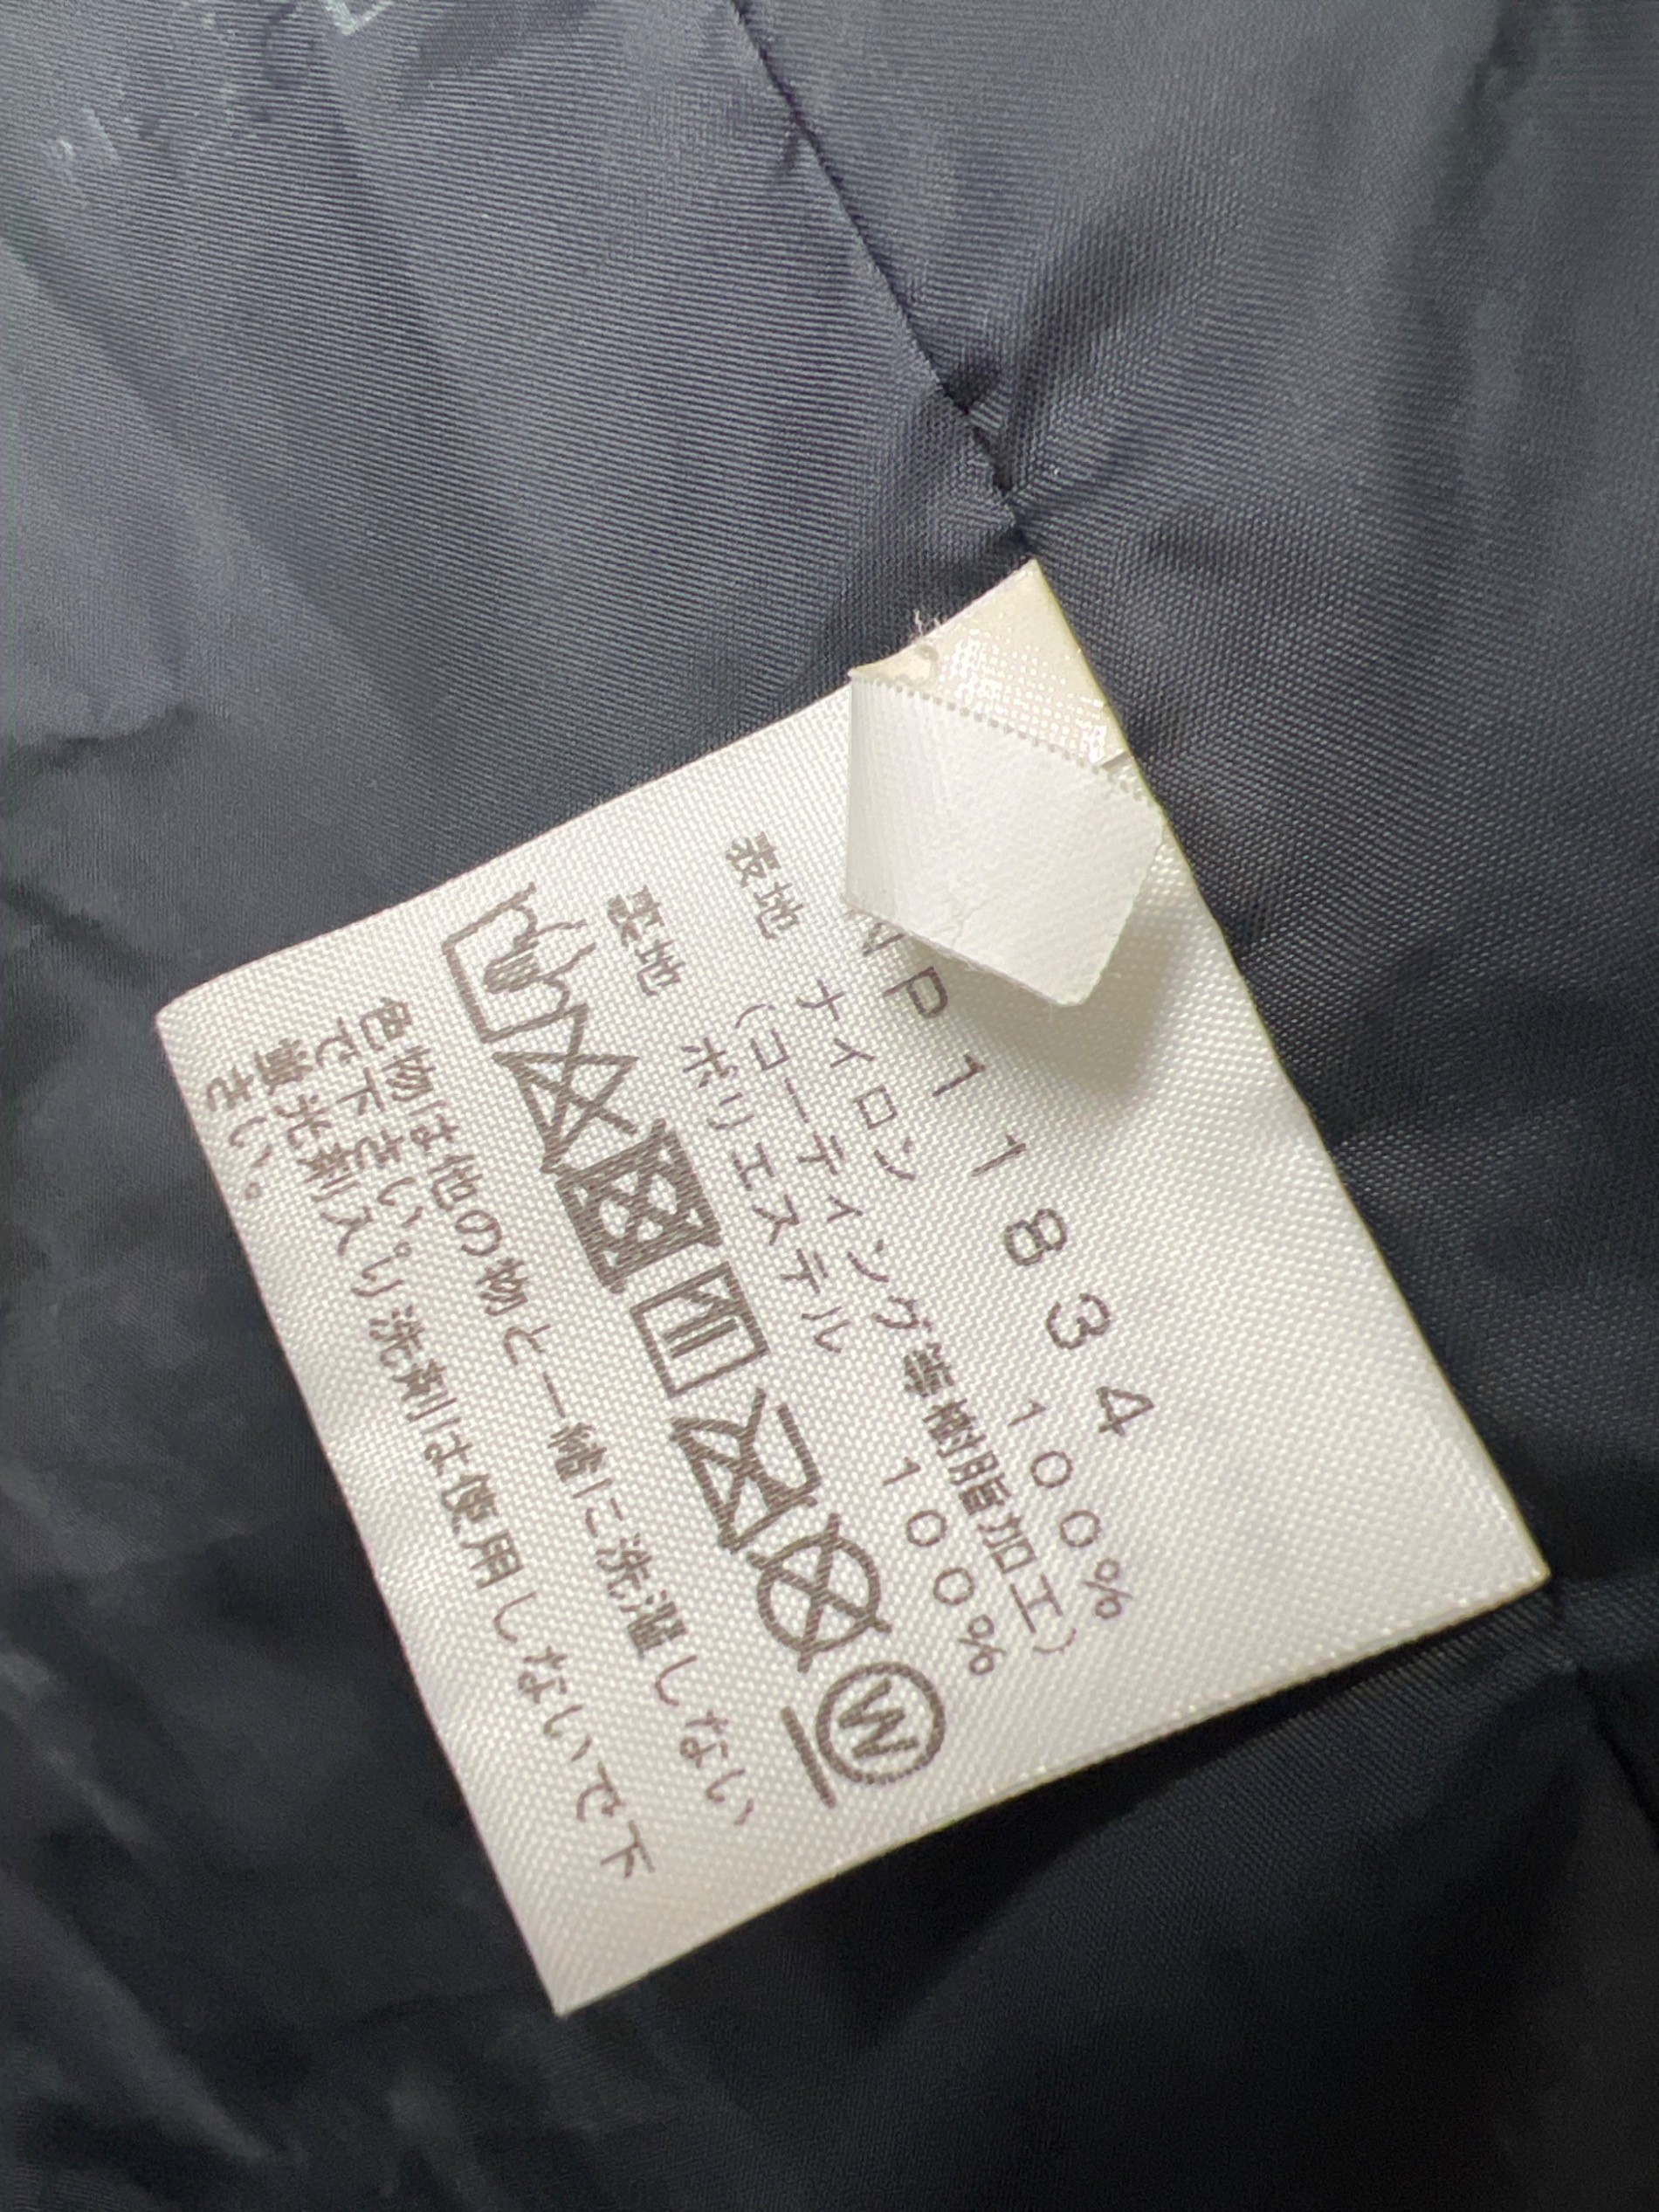 NP11834
表地 ナイロン 100%
(コーティング等樹脂加工)
裏地 ポリエステル 100%
W
色物は他の物と一緒に洗濯しない
で下さい。
蛍光剤入り洗剤は使用しないで下
さい。